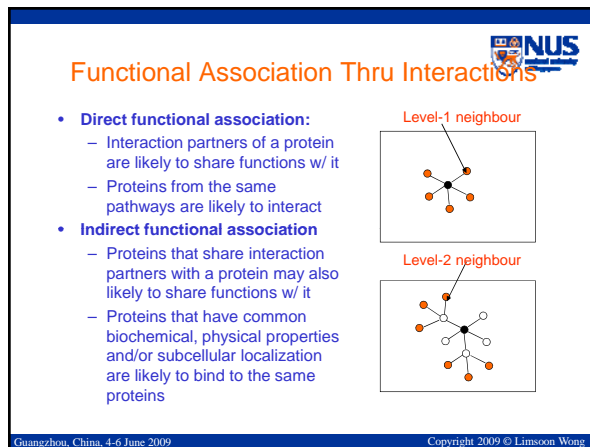 NUS
Functional Association Thru Interactions
• Direct functional association:
– Interaction partners of a protein
are likely to share functions w/ it
– Proteins from the same
pathways are likely to interact
• Indirect functional association
– Proteins that share interaction
partners with a protein may also
likely to share functions w/ it
– Proteins that have common
biochemical, physical properties
and/or subcellular localization
are likely to bind to the same
proteins
Level-1 neighbour
Level-2 neighbour
Guangzhou, China, 4-6 June 2009
Copyright 2009 © Limsoon Wong